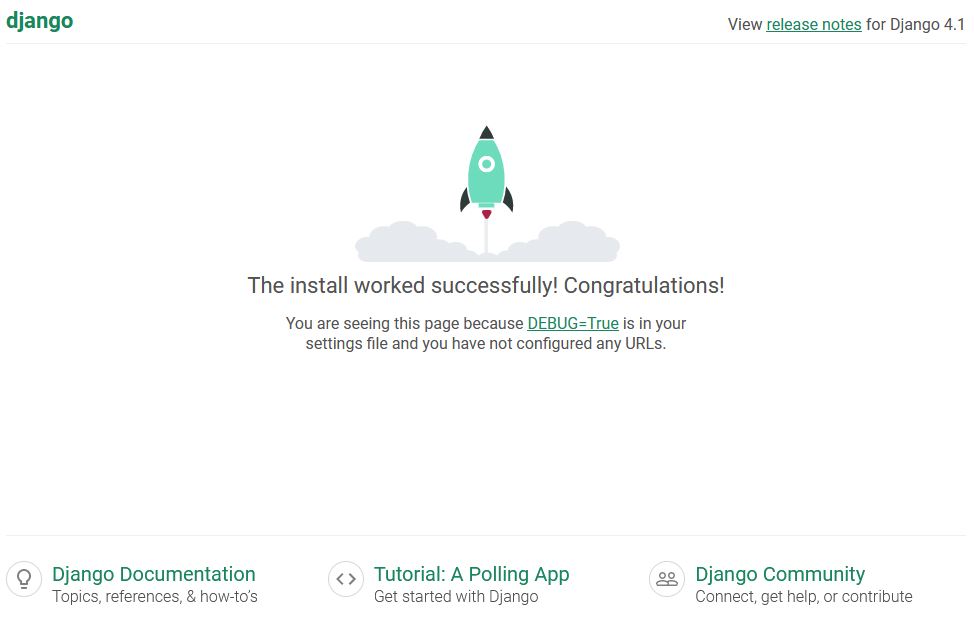 django
View release notes for Django 4.1
The install worked successfully! Congratulations!
You are seeing this page because DEBUG=True is in your
settings file and you have not configured any URLs.
Django Documentation
Topics, references, & how-to’s
Tutorial: A Polling App
Get started with Django
Django Community
Connect, get help, or contribute